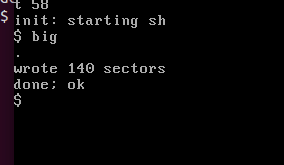 t 58
init: starting sh
$ big
.
wrote 140 sectors
done; ok
$